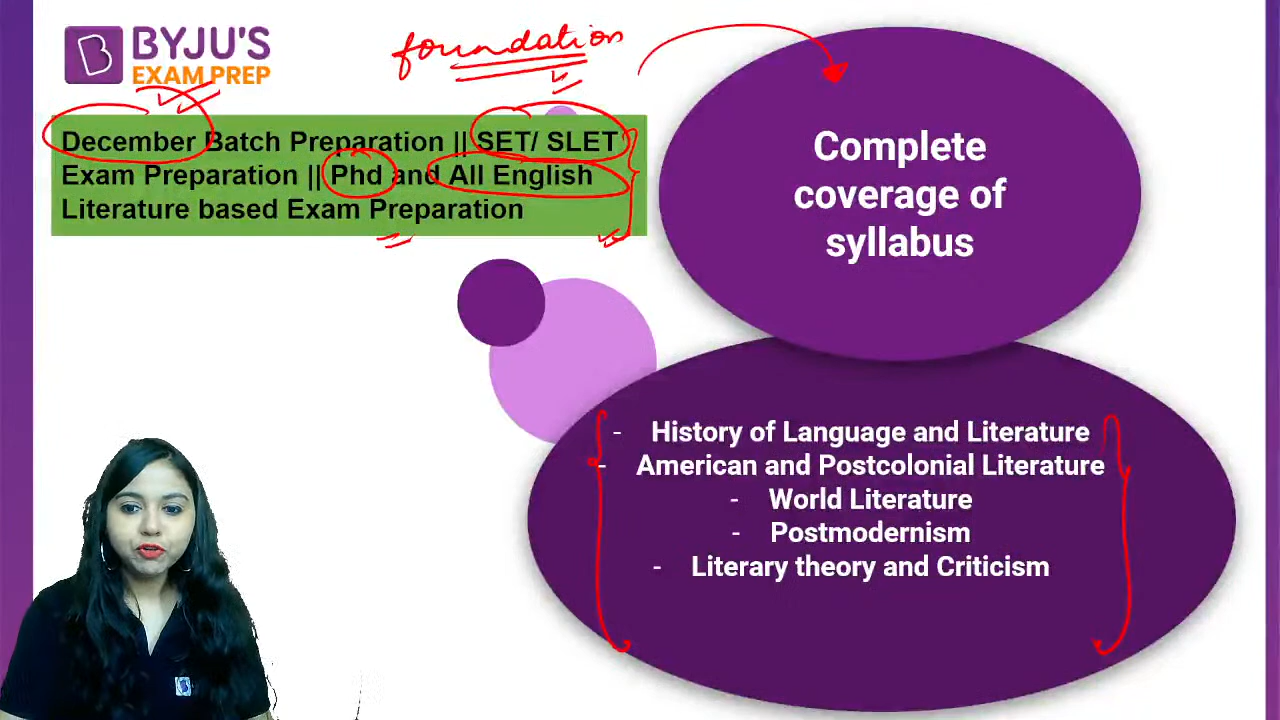 BYJU'S
EXAM PREP
foundation
December Batch Preparation || SET/ SLET
Exam Preparation || Phd and All English
Literature based Exam Preparation
Complete
coverage of
syllabus
- History of Language and Literature
- American and Postcolonial Literature
- World Literature
- Postmodernism
- Literary theory and Criticism